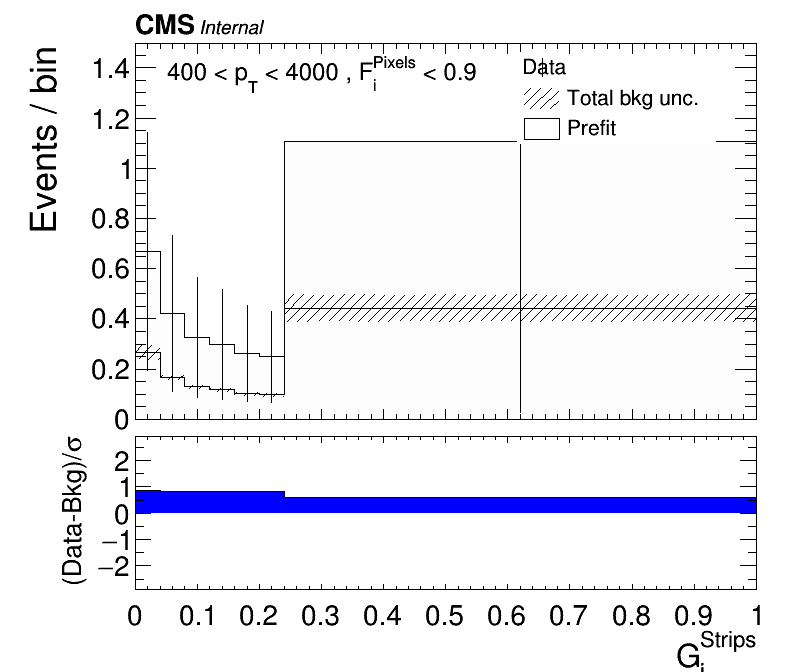 CMS Internal
400 < p_T < 4000 , F_i^Pixels < 0.9
Data
Total bkg unc.
Prefit
Events / bin
1.4
1.2
1
0.8
0.6
0.4
0.2
0
(Data-Bkg)/σ
2
1
0
−1
−2
0 0.1 0.2 0.3 0.4 0.5 0.6 0.7 0.8 0.9 1
G_i^Strips